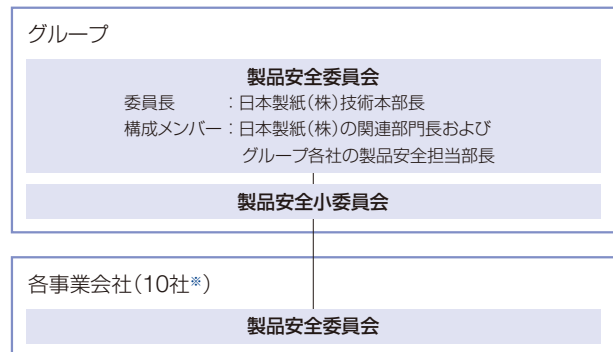 グループ
製品安全委員会
委員長　　　：日本製紙(株)技術本部長
構成メンバー：日本製紙(株)の関連部門長および
グループ各社の製品安全担当部長
製品安全小委員会
各事業会社(10社※)
製品安全委員会